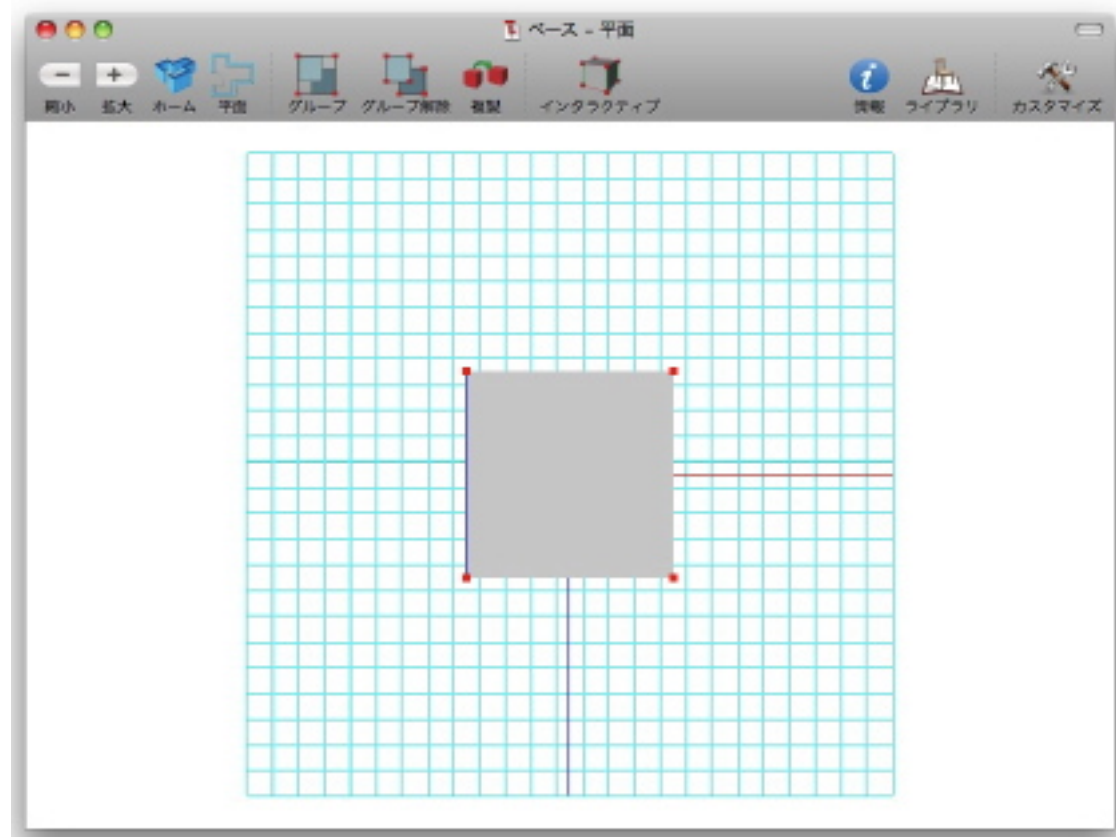 ベース - 平面
縮小 拡大 ホーム 平面 グループ グループ解除 複製 インタラクティブ 情報 ライブラリ カスタマイズ